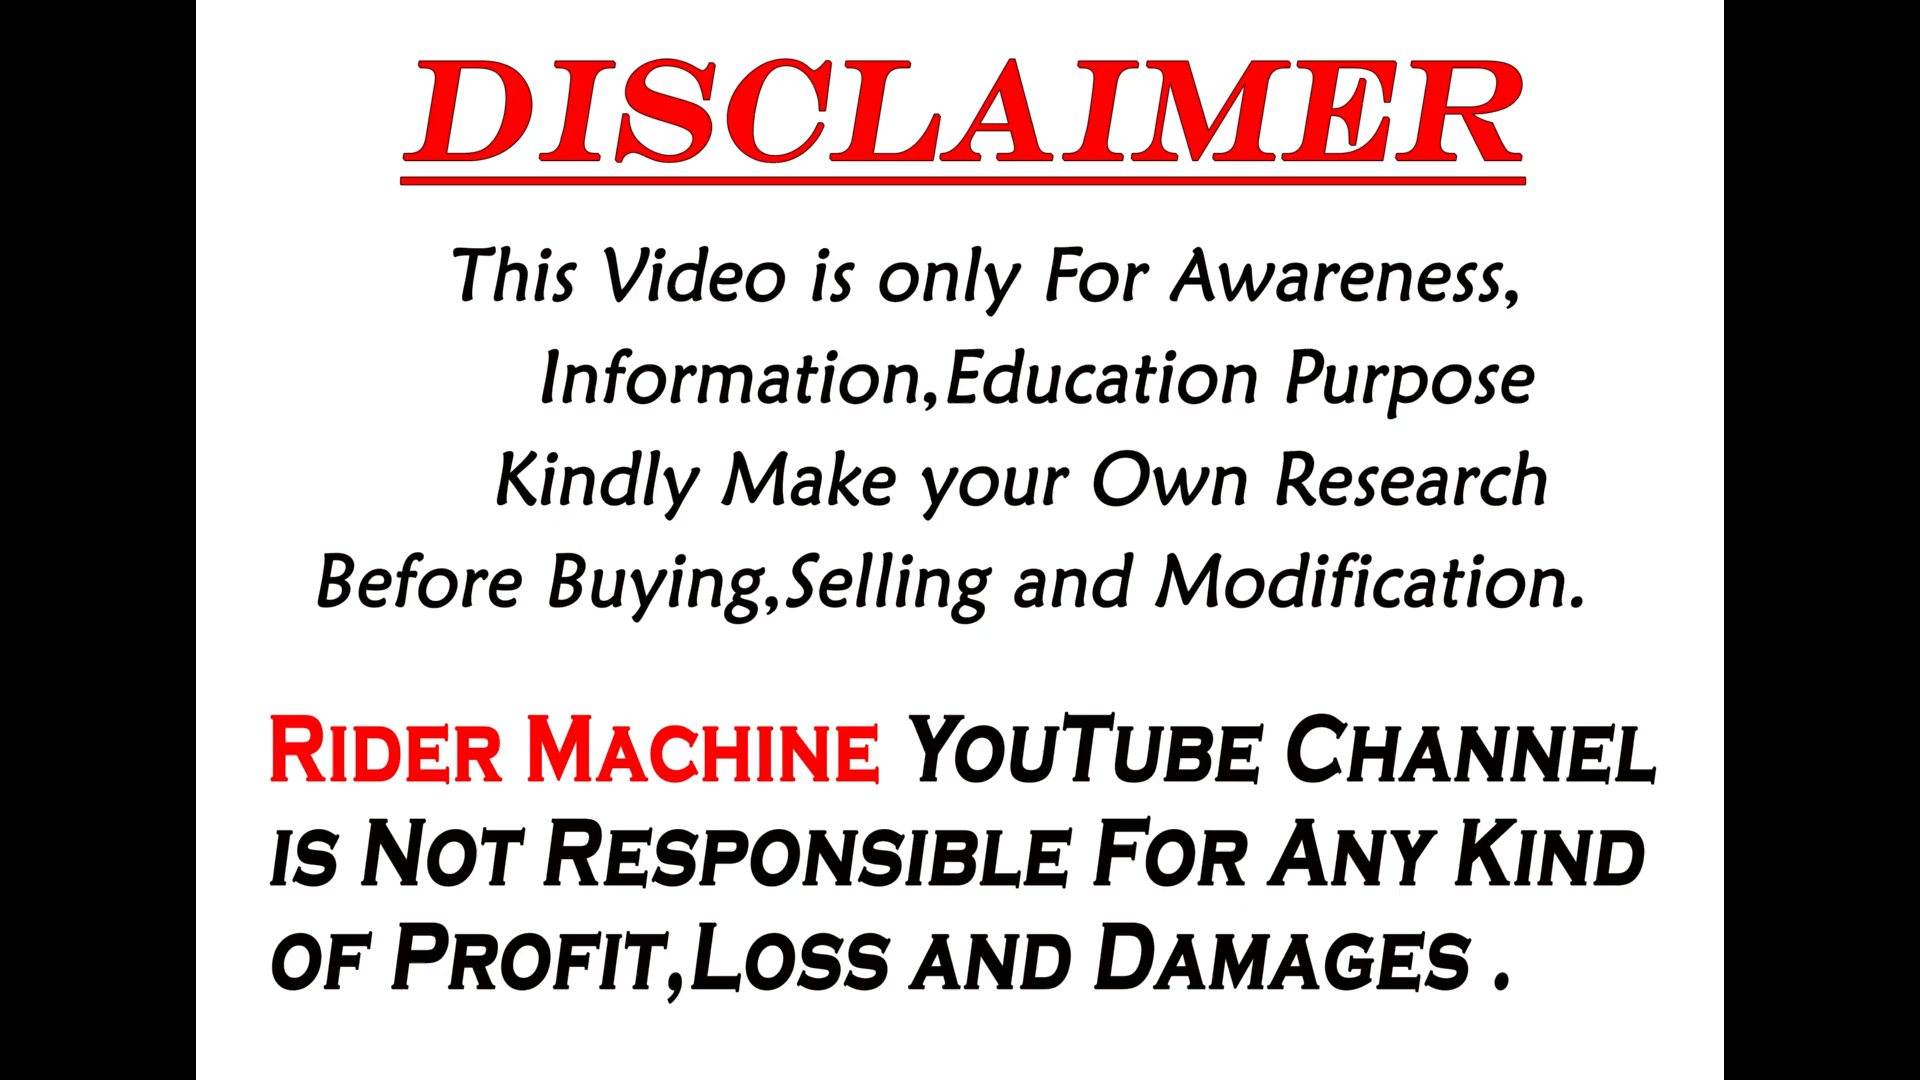 DISCLAIMER
This Video is only For Awareness,
Information,Education Purpose
Kindly Make your Own Research
Before Buying,Selling and Modification.
RIDER MACHINE YOUTUBE CHANNEL
IS NOT RESPONSIBLE FOR ANY KIND
OF PROFIT,LOSS AND DAMAGES .